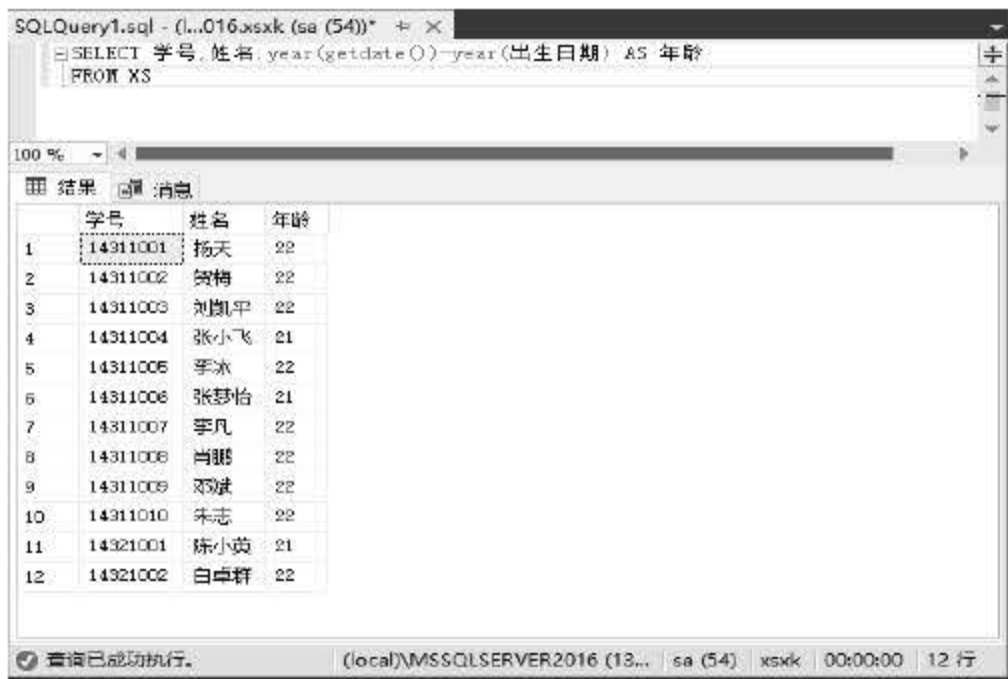 SQLQuery1.sql - (l...016.xsxk (sa (54))*
SELECT 学号,姓名,year(getdate())-year(出生日期) AS 年龄
FROM XS
100 %
结果 消息
学号 姓名 年龄
1 14311001 扬天 22
2 14311002 贺梅 22
3 14311003 刘凯平 22
4 14311004 张小飞 21
5 14311005 李冰 22
6 14311006 张梦怡 21
7 14311007 李凡 22
8 14311008 肖鹏 22
9 14311009 邓斌 22
10 14311010 朱志 22
11 14321001 陈小英 21
12 14321002 白卓群 22
查询已成功执行。 (local)\MSSQLSERVER2016 (13... sa (54) xsxk 00:00:00 12 行